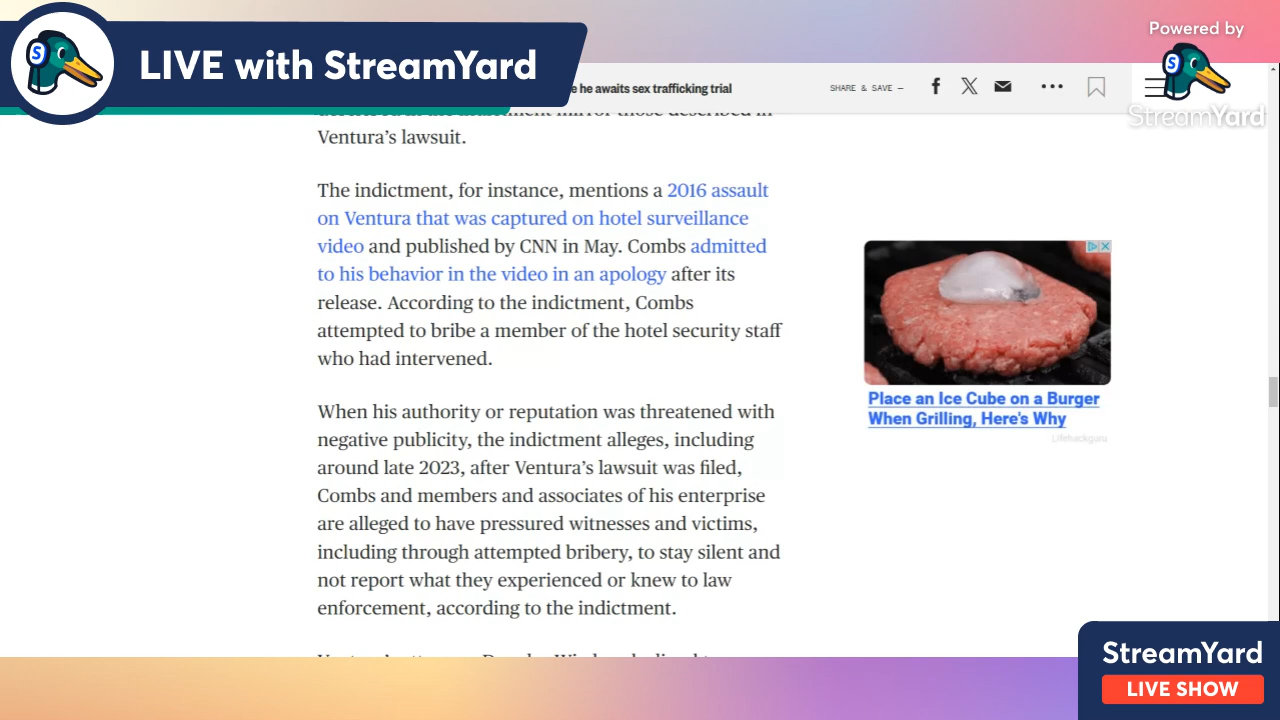 Powered by
S
LIVE with StreamYard
S
e he awaits sex trafficking trial
SHARE & SAVE —
StreamYard
Ventura's lawsuit.
The indictment, for instance, mentions a 2016 assault
on Ventura that was captured on hotel surveillance
video and published by CNN in May. Combs admitted
to his behavior in the video in an apology after its
release. According to the indictment, Combs
attempted to bribe a member of the hotel security staff
who had intervened.
Place an Ice Cube on a Burger
When Grilling, Here's Why
Lifehackguru
When his authority or reputation was threatened with
negative publicity, the indictment alleges, including
around late 2023, after Ventura's lawsuit was filed,
Combs and members and associates of his enterprise
are alleged to have pressured witnesses and victims,
including through attempted bribery, to stay silent and
not report what they experienced or knew to law
enforcement, according to the indictment.
StreamYard
LIVE SHOW